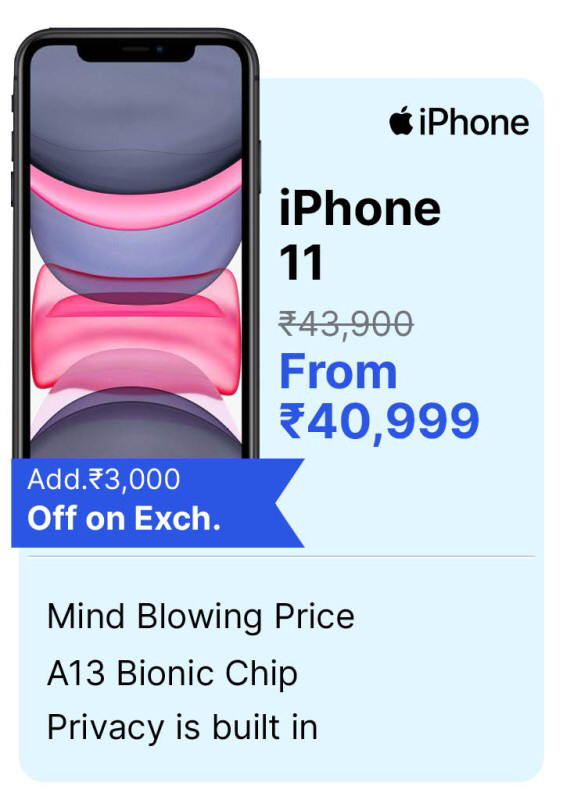 iPhone
iPhone
11
₹43,900
From
₹40,999
Add.₹3,000
Off on Exch.
Mind Blowing Price
A13 Bionic Chip
Privacy is built in